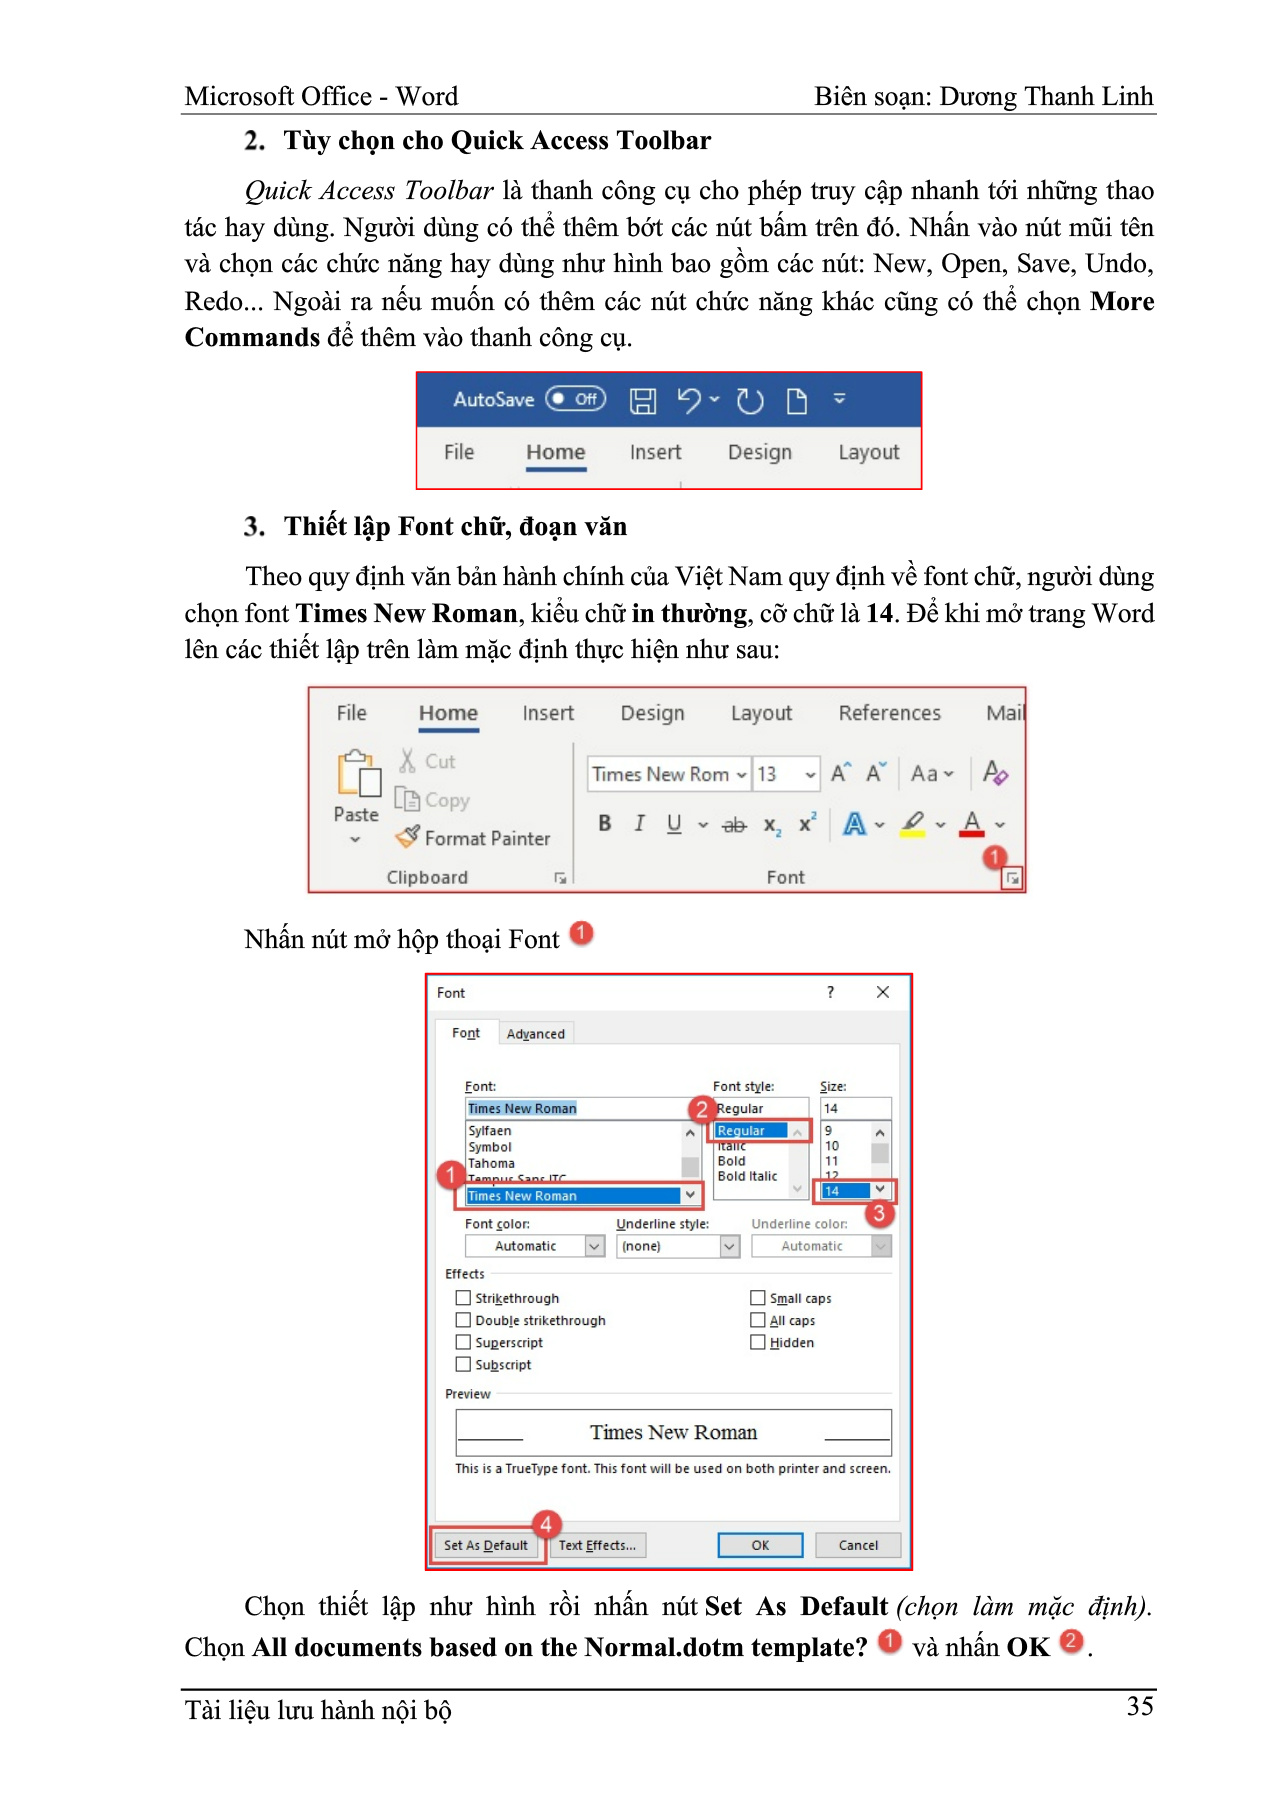 Microsoft Office - Word Biên soạn: Dương Thanh Linh
2. Tùy chọn cho Quick Access Toolbar
Quick Access Toolbar là thanh công cụ cho phép truy cập nhanh tới những thao
tác hay dùng. Người dùng có thể thêm bớt các nút bấm trên đó. Nhấn vào nút mũi tên
và chọn các chức năng hay dùng như hình bao gồm các nút: New, Open, Save, Undo,
Redo... Ngoài ra nếu muốn có thêm các nút chức năng khác cũng có thể chọn More
Commands để thêm vào thanh công cụ.
AutoSave Off
File Home Insert Design Layout
3. Thiết lập Font chữ, đoạn văn
Theo quy định văn bản hành chính của Việt Nam quy định về font chữ, người dùng
chọn font Times New Roman, kiểu chữ in thường, cỡ chữ là 14. Để khi mở trang Word
lên các thiết lập trên làm mặc định thực hiện như sau:
File Home Insert Design Layout References Mail
Cut
Times New Rom 13 A A Aa A
Copy
Paste
B I U ab x2 x2 A A
Format Painter
1
Clipboard Font
Nhấn nút mở hộp thoại Font 1
Font ?
Font Advanced
Font: Font style: Size:
Times New Roman 2 Regular 14
Sylfaen Regular 9
Symbol Italic 10
Tahoma Bold 11
1 Tempus Sans ITC Bold Italic 12
Times New Roman 14
3
Font color: Underline style: Underline color:
Automatic (none) Automatic
Effects
Strikethrough Small caps
Double strikethrough All caps
Superscript Hidden
Subscript
Preview
Times New Roman
This is a TrueType font. This font will be used on both printer and screen.
4
Set As Default Text Effects... OK Cancel
Chọn thiết lập như hình rồi nhấn nút Set As Default (chọn làm mặc định).
Chọn All documents based on the Normal.dotm template? 1 và nhấn OK 2 .
Tài liệu lưu hành nội bộ 35